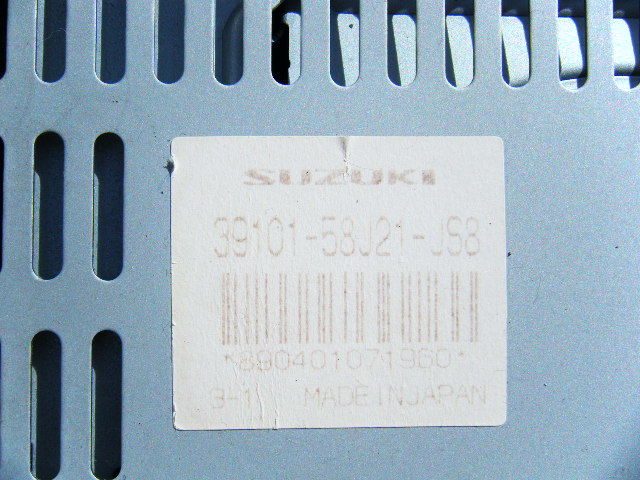 SUZUKI
39101-58J21-JS8
*890401071960*
3-1 MADE IN JAPAN